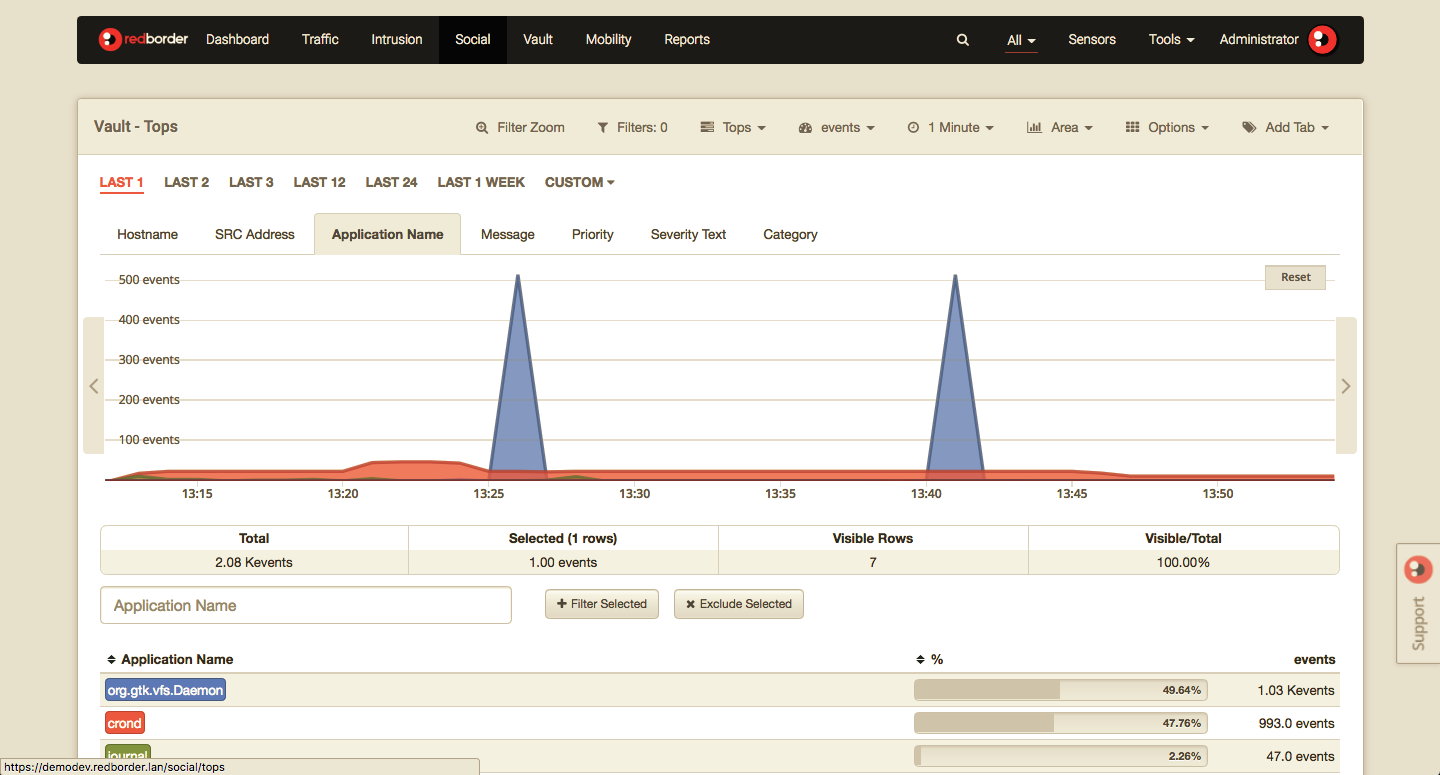 redborder Dashboard Traffic Intrusion Social Vault Mobility Reports All Sensors Tools Administrator
Vault - Tops Filter Zoom Filters: 0 Tops events 1 Minute Area Options Add Tab
LAST 1 LAST 2 LAST 3 LAST 12 LAST 24 LAST 1 WEEK CUSTOM
Hostname SRC Address Application Name Message Priority Severity Text Category
500 events
Reset
400 events
300 events
200 events
100 events
13:15 13:20 13:25 13:30 13:35 13:40 13:45 13:50
Total Selected (1 rows) Visible Rows Visible/Total
2.08 Kevents 1.00 events 7 100.00%
Application Name + Filter Selected × Exclude Selected
Support
Application Name % events
org.gtk.vfs.Daemon 49.64% 1.03 Kevents
crond 47.76% 993.0 events
journal 2.26% 47.0 events
https://demodev.redborder.lan/social/tops